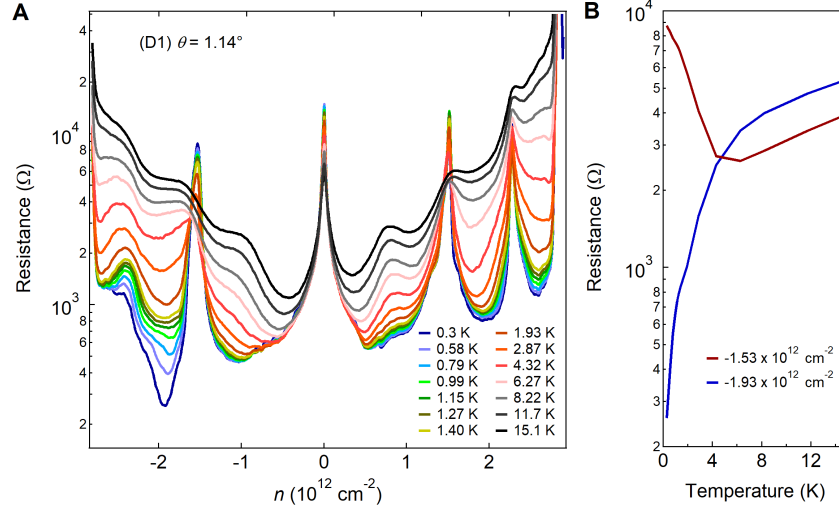 A
(D1) θ = 1.14°
Resistance (Ω)
4
2
10⁴
8
6
4
2
10³
8
6
4
2
-2
-1
0
1
2
n (10¹² cm⁻²)
0.3 K
0.58 K
0.79 K
0.99 K
1.15 K
1.27 K
1.40 K
1.93 K
2.87 K
4.32 K
6.27 K
8.22 K
11.7 K
15.1 K
B
Resistance (Ω)
10⁴
8
7
6
5
4
3
2
10³
8
7
6
5
4
3
2
0
4
8
12
Temperature (K)
-1.53 x 10¹² cm⁻²
-1.93 x 10¹² cm⁻²